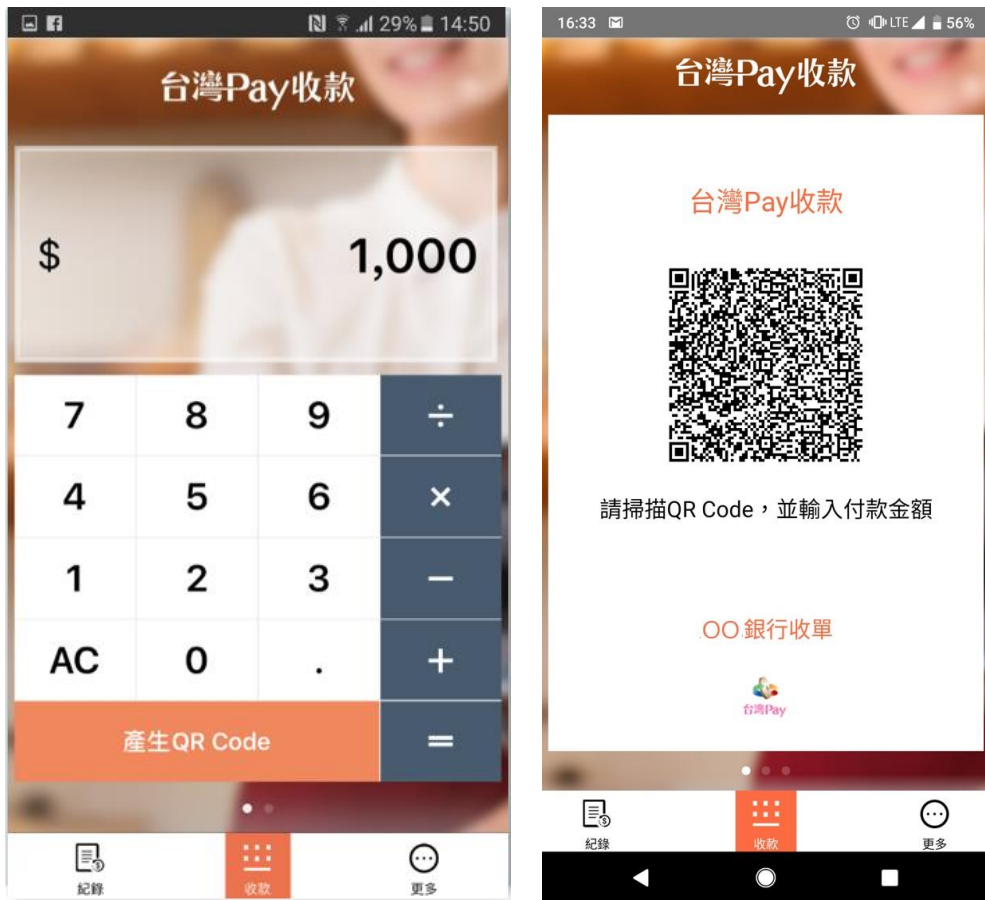 29% 14:50
台灣Pay收款
$ 1,000
7 8 9 ÷
4 5 6 ×
1 2 3 −
AC 0 . +
產生QR Code =
紀錄 收款 更多
16:33 LTE 56%
台灣Pay收款
台灣Pay收款
請掃描QR Code，並輸入付款金額
OO銀行收單
台灣Pay
紀錄 收款 更多